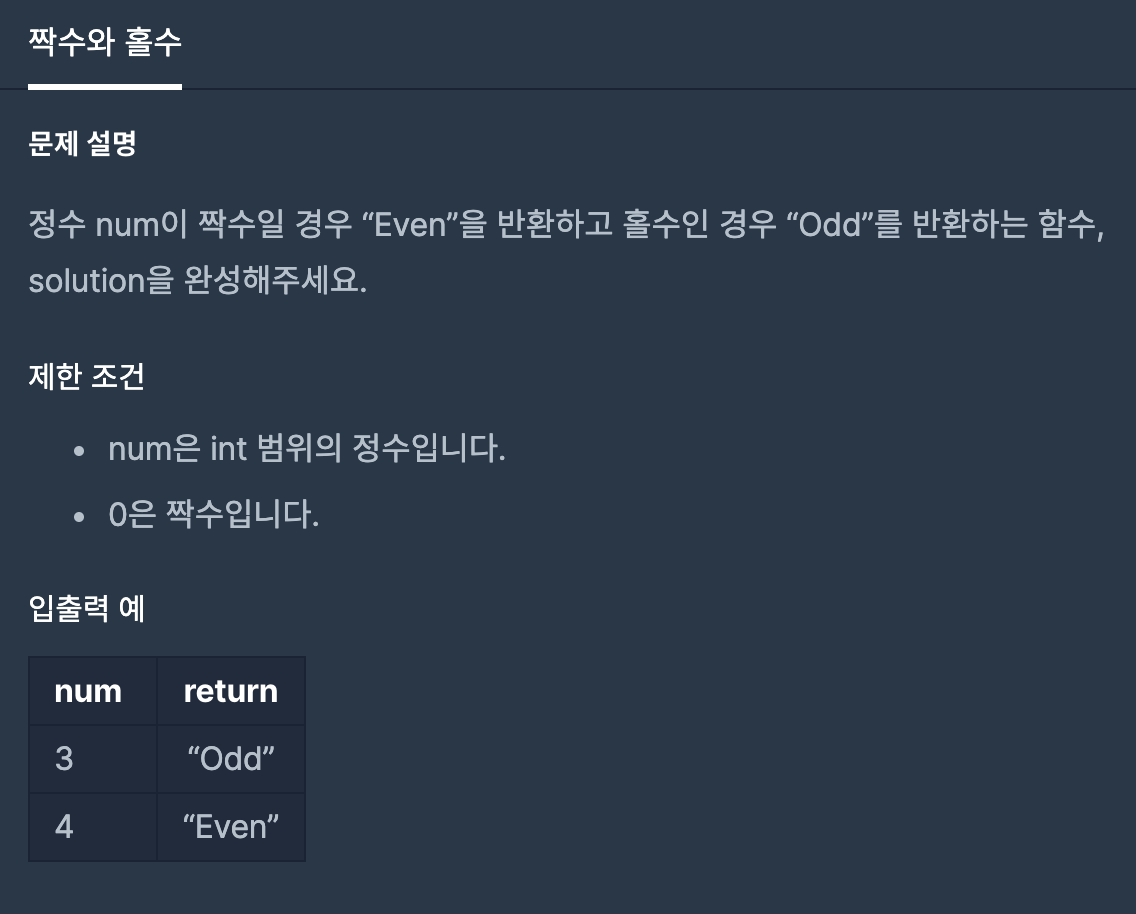 짝수와 홀수
문제 설명
정수 num이 짝수일 경우 “Even”을 반환하고 홀수인 경우 “Odd”를 반환하는 함수,
solution을 완성해주세요.
제한 조건
• num은 int 범위의 정수입니다.
• 0은 짝수입니다.
입출력 예
num return
3 “Odd”
4 “Even”